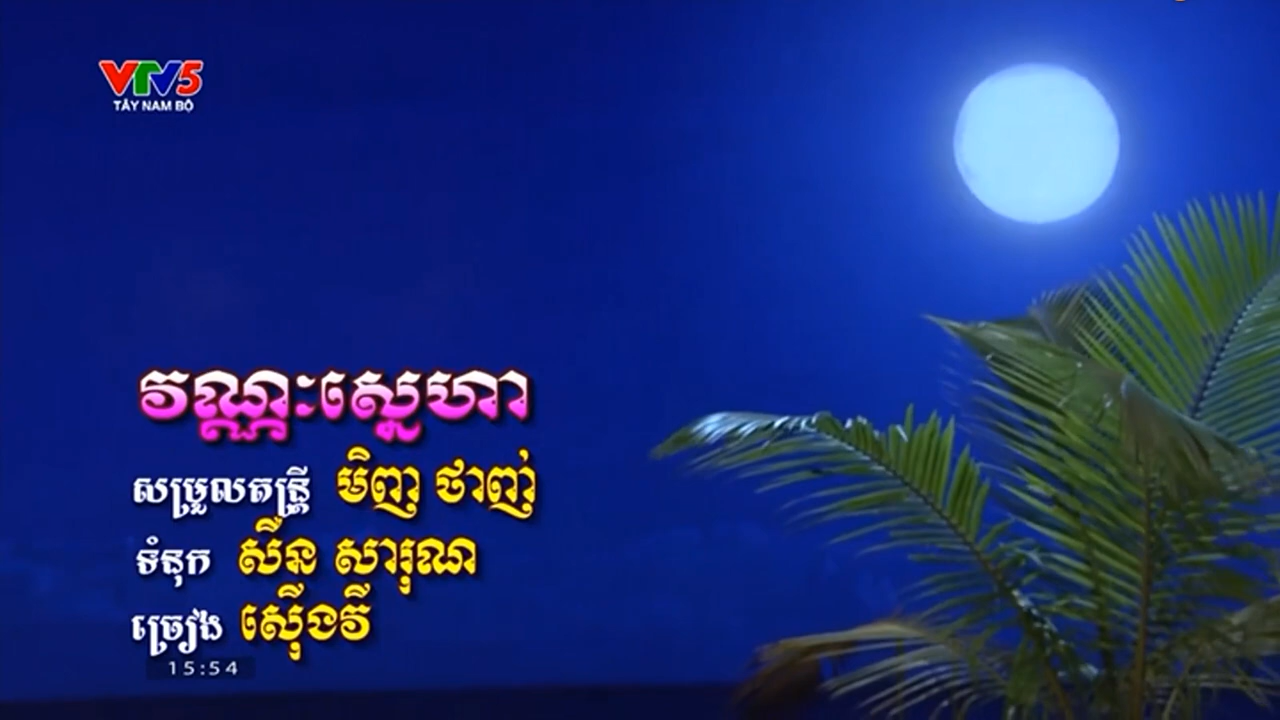 VTV5
TÂY NAM BỘ
វណ្ណៈស្នេហា
សម្រួលតន្ត្រី មិញ ថាញ់
ទំនុក ស៊ឺន សារុណ
ច្រៀង ស៊ើងវី
15:54